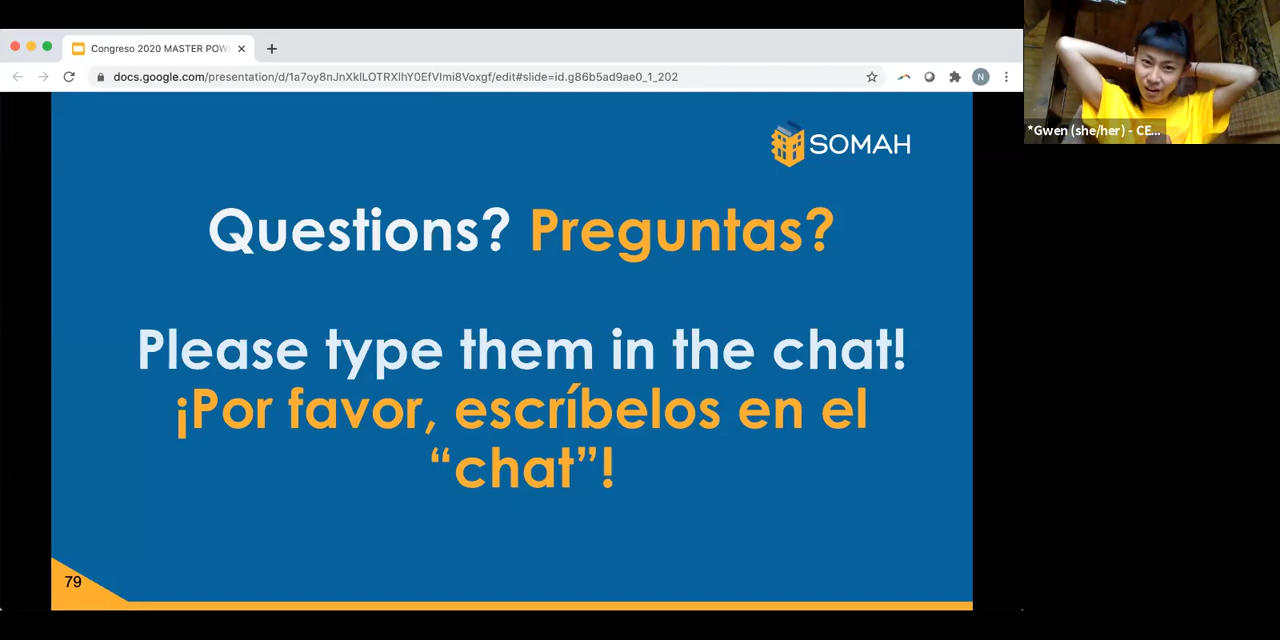 Congreso 2020 MASTER POW
docs.google.com/presentation/d/1a7oy8nJnXklLOTRXlhY0EfVImi8Voxgf/edit#slide=id.g86b5ad9ae0_1_202
N
*Gwen (she/her) - CE...
SOMAH
Questions? Preguntas?
Please type them in the chat!
¡Por favor, escríbelos en el
“chat”!
79